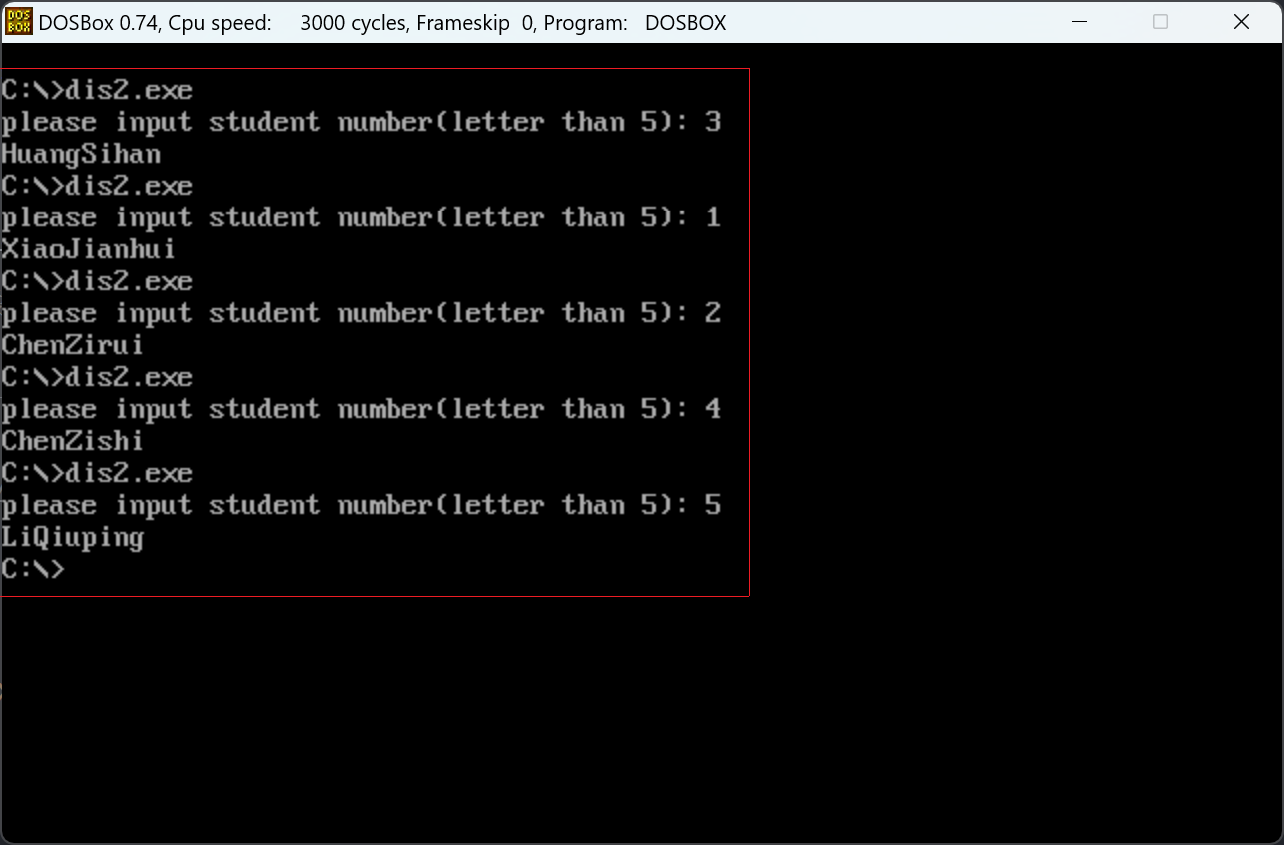 DOS BOX DOSBox 0.74, Cpu speed: 3000 cycles, Frameskip 0, Program: DOSBOX
C:\>dis2.exe
please input student number(letter than 5): 3
HuangSihan
C:\>dis2.exe
please input student number(letter than 5): 1
XiaoJianhui
C:\>dis2.exe
please input student number(letter than 5): 2
ChenZirui
C:\>dis2.exe
please input student number(letter than 5): 4
ChenZishi
C:\>dis2.exe
please input student number(letter than 5): 5
LiQiuping
C:\>